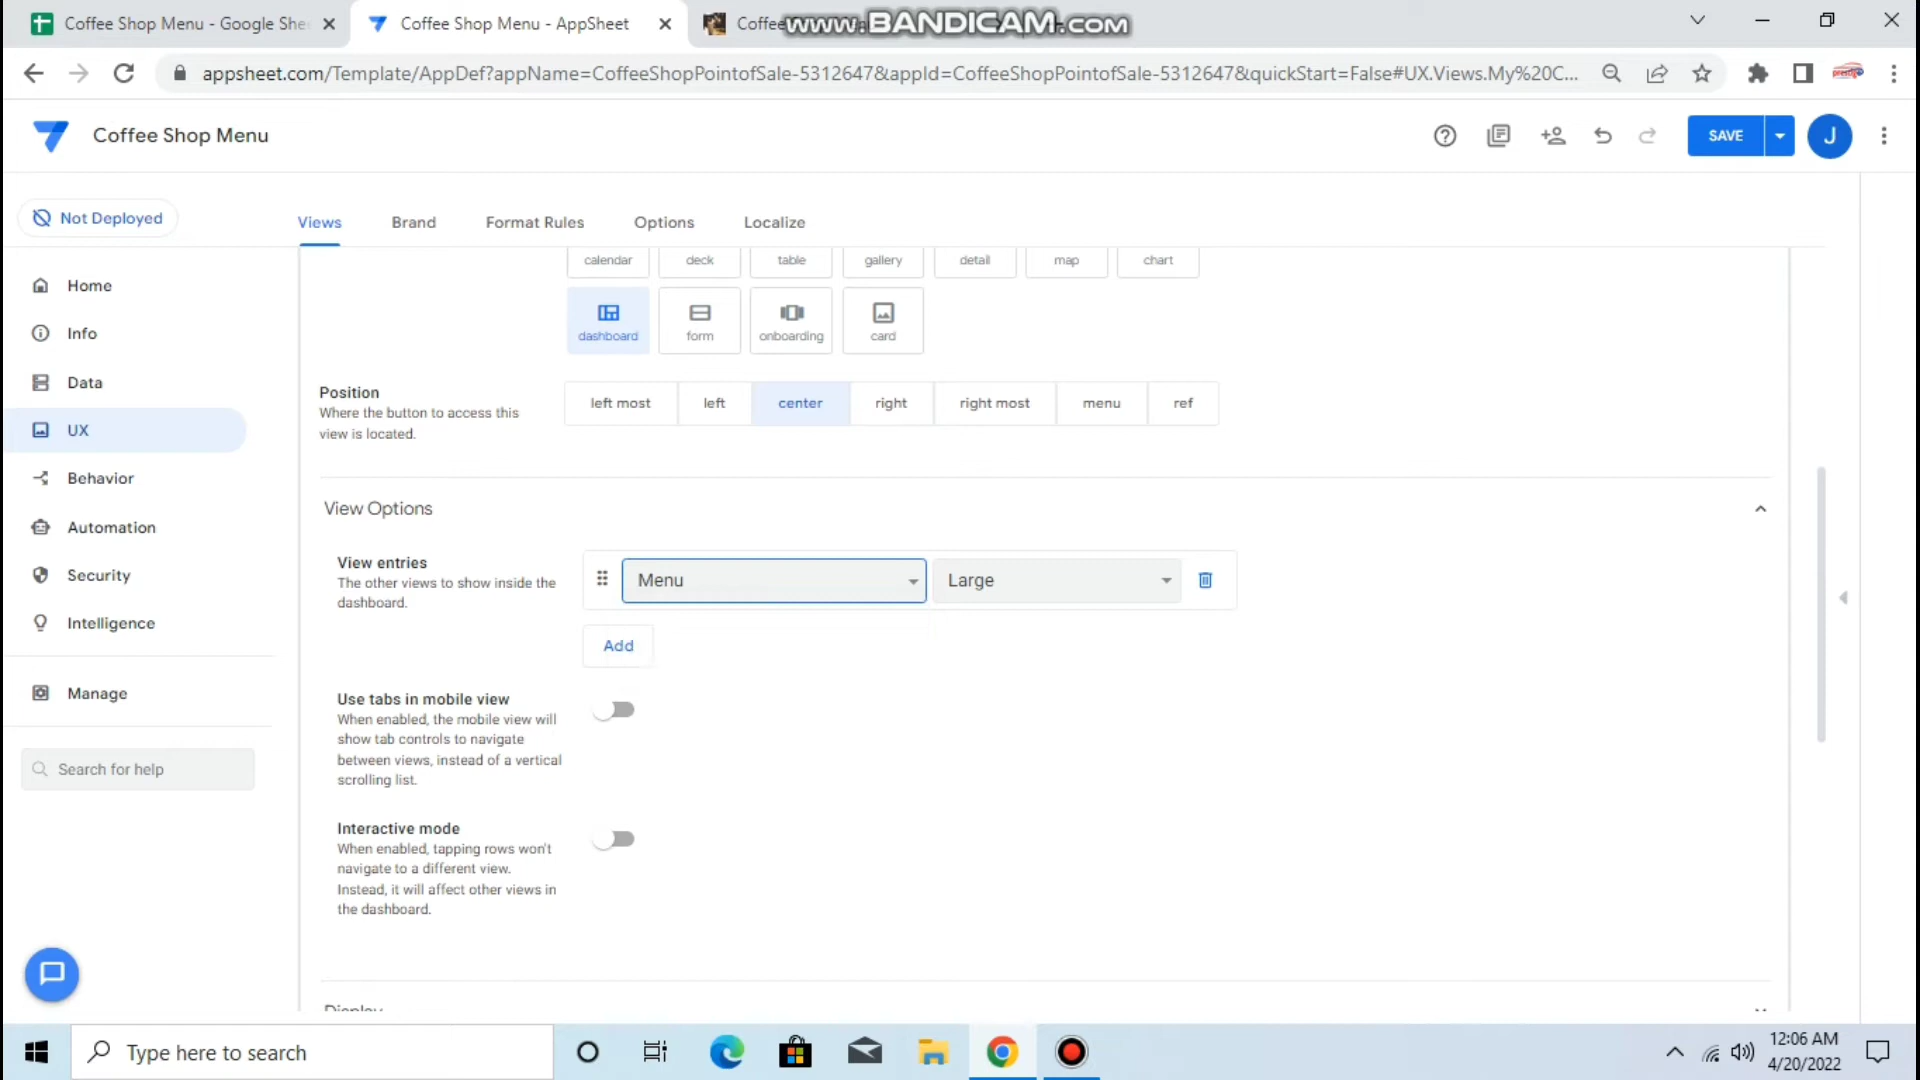 Coffee Shop Menu - Google She
Coffee Shop Menu - AppSheet
Coffee
www.BANDICAM.com
appsheet.com/Template/AppDef?appName=CoffeeShopPointofSale-5312647&appId=CoffeeShopPointofSale-5312647&quickStart=False#UX.Views.My%20C...
Coffee Shop Menu
SAVE
J
Not Deployed
Views
Brand
Format Rules
Options
Localize
Home
Info
Data
UX
Behavior
Automation
Security
Intelligence
Manage
Search for help
calendar
deck
table
gallery
detail
map
chart
dashboard
form
onboarding
card
Position
Where the button to access this
view is located.
left most
left
center
right
right most
menu
ref
View Options
View entries
The other views to show inside the
dashboard.
Menu
Large
Add
Use tabs in mobile view
When enabled, the mobile view will
show tab controls to navigate
between views, instead of a vertical
scrolling list.
Interactive mode
When enabled, tapping rows won't
navigate to a different view.
Instead, it will affect other views in
the dashboard.
Display
Type here to search
12:06 AM
4/20/2022